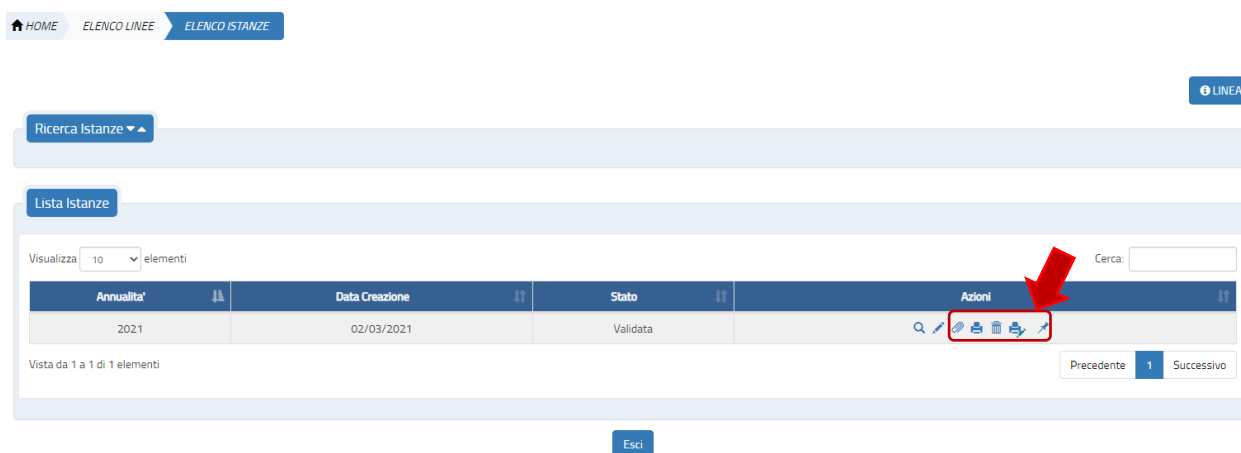 HOME ELENCO LINEE ELENCO ISTANZE
LINEA
Ricerca Istanze
Lista Istanze
Visualizza 10 elementi Cerca:
Annualita' Data Creazione Stato Azioni
2021 02/03/2021 Validata
Vista da 1 a 1 di 1 elementi Precedente 1 Successivo
Esci